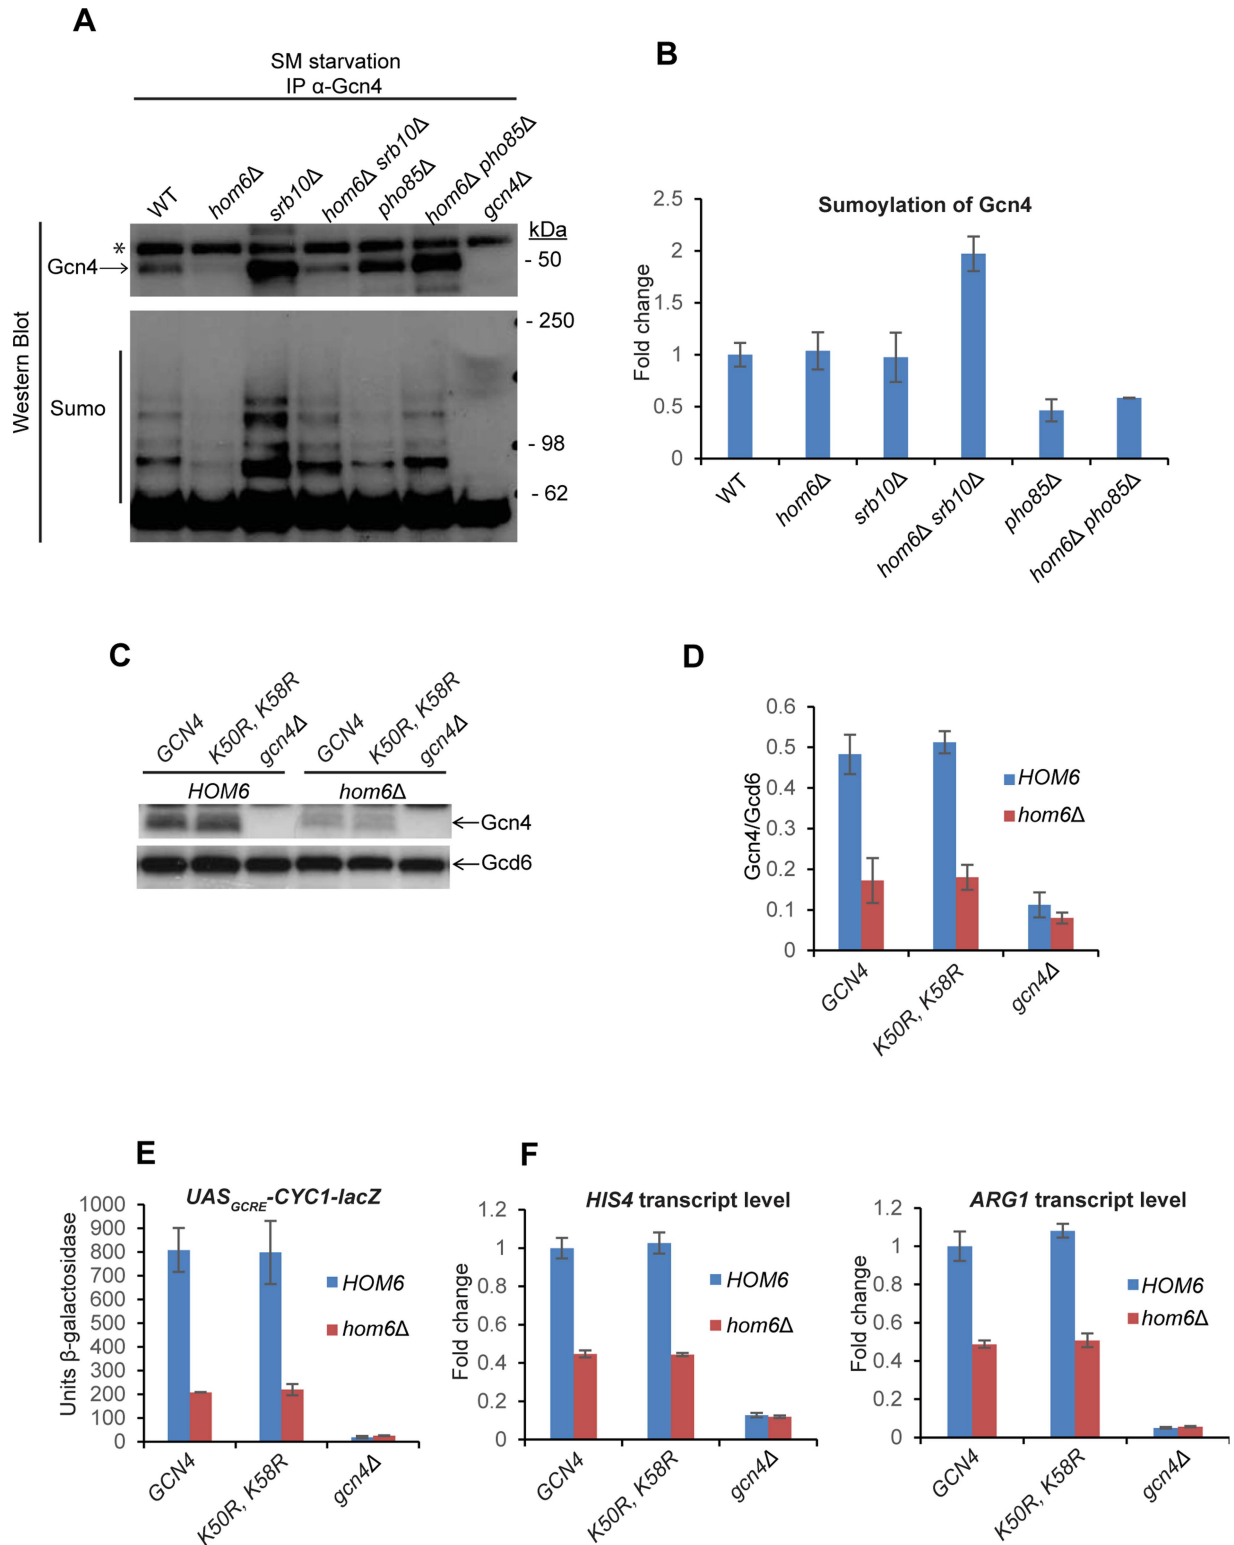 A
SM starvation
IP α-Gcn4
WT
hom6Δ
srb10Δ
hom6Δ srb10Δ
pho85Δ
hom6Δ pho85Δ
gcn4Δ
kDa
*
Gcn4
- 50
- 250
Western Blot
Sumo
- 98
- 62
B
Sumoylation of Gcn4
Fold change
2.5
2
1.5
1
0.5
0
WT
hom6Δ
srb10Δ
hom6Δ srb10Δ
pho85Δ
hom6Δ pho85Δ
C
GCN4
K50R, K58R
gcn4Δ
GCN4
K50R, K58R
gcn4Δ
HOM6
hom6Δ
Gcn4
Gcd6
D
Gcn4/Gcd6
0.6
0.5
0.4
0.3
0.2
0.1
0
HOM6
hom6Δ
GCN4
K50R, K58R
gcn4Δ
E
UASGCRE-CYC1-lacZ
Units β-galactosidase
1000
900
800
700
600
500
400
300
200
100
0
HOM6
hom6Δ
GCN4
K50R, K58R
gcn4Δ
F
HIS4 transcript level
Fold change
1.2
1
0.8
0.6
0.4
0.2
0
HOM6
hom6Δ
GCN4
K50R, K58R
gcn4Δ
ARG1 transcript level
Fold change
1.2
1
0.8
0.6
0.4
0.2
0
HOM6
hom6Δ
GCN4
K50R, K58R
gcn4Δ